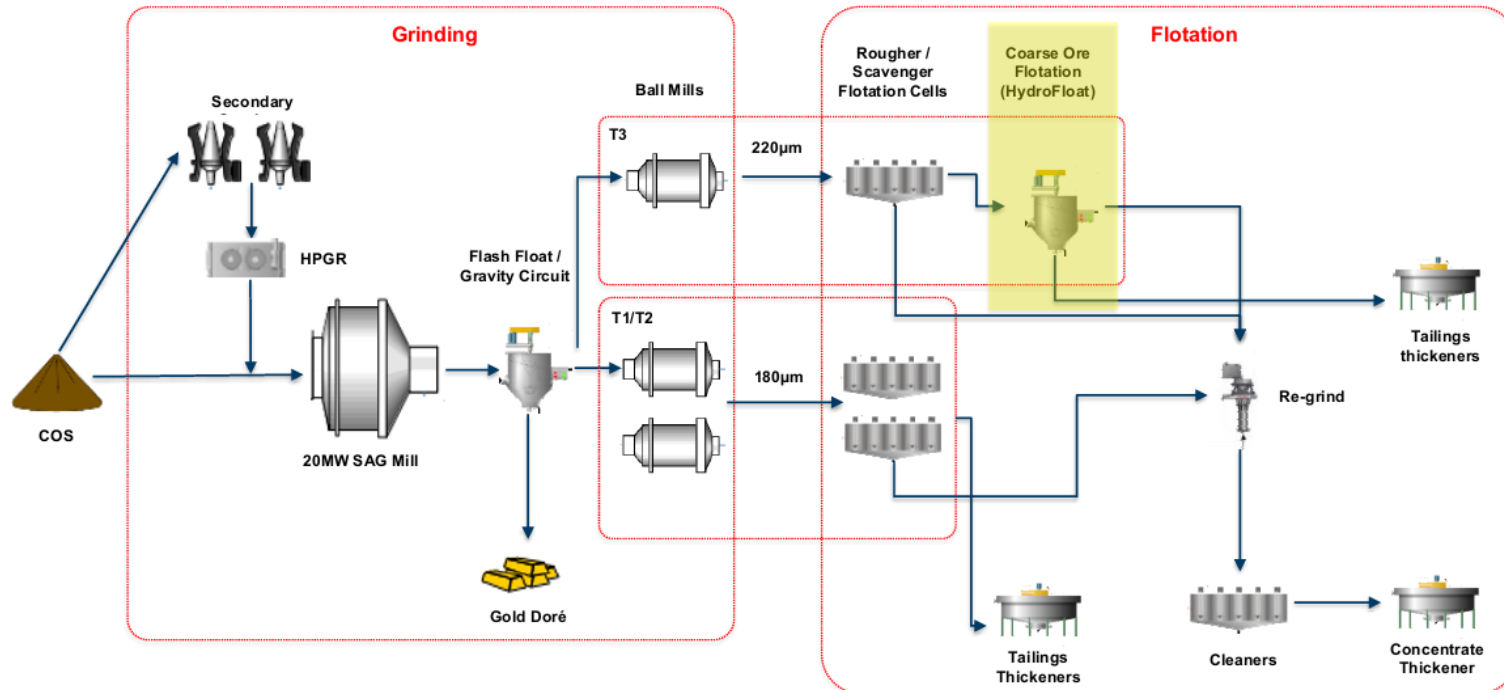 Grinding
Flotation
Secondary
Ball Mills
Rougher /
Scavenger
Flotation Cells
Coarse Ore
Flotation
(HydroFloat)
T3
220µm
HPGR
Flash Float /
Gravity Circuit
T1/T2
180µm
Tailings
thickeners
COS
20MW SAG Mill
Re-grind
Gold Doré
Tailings
Thickeners
Cleaners
Concentrate
Thickener